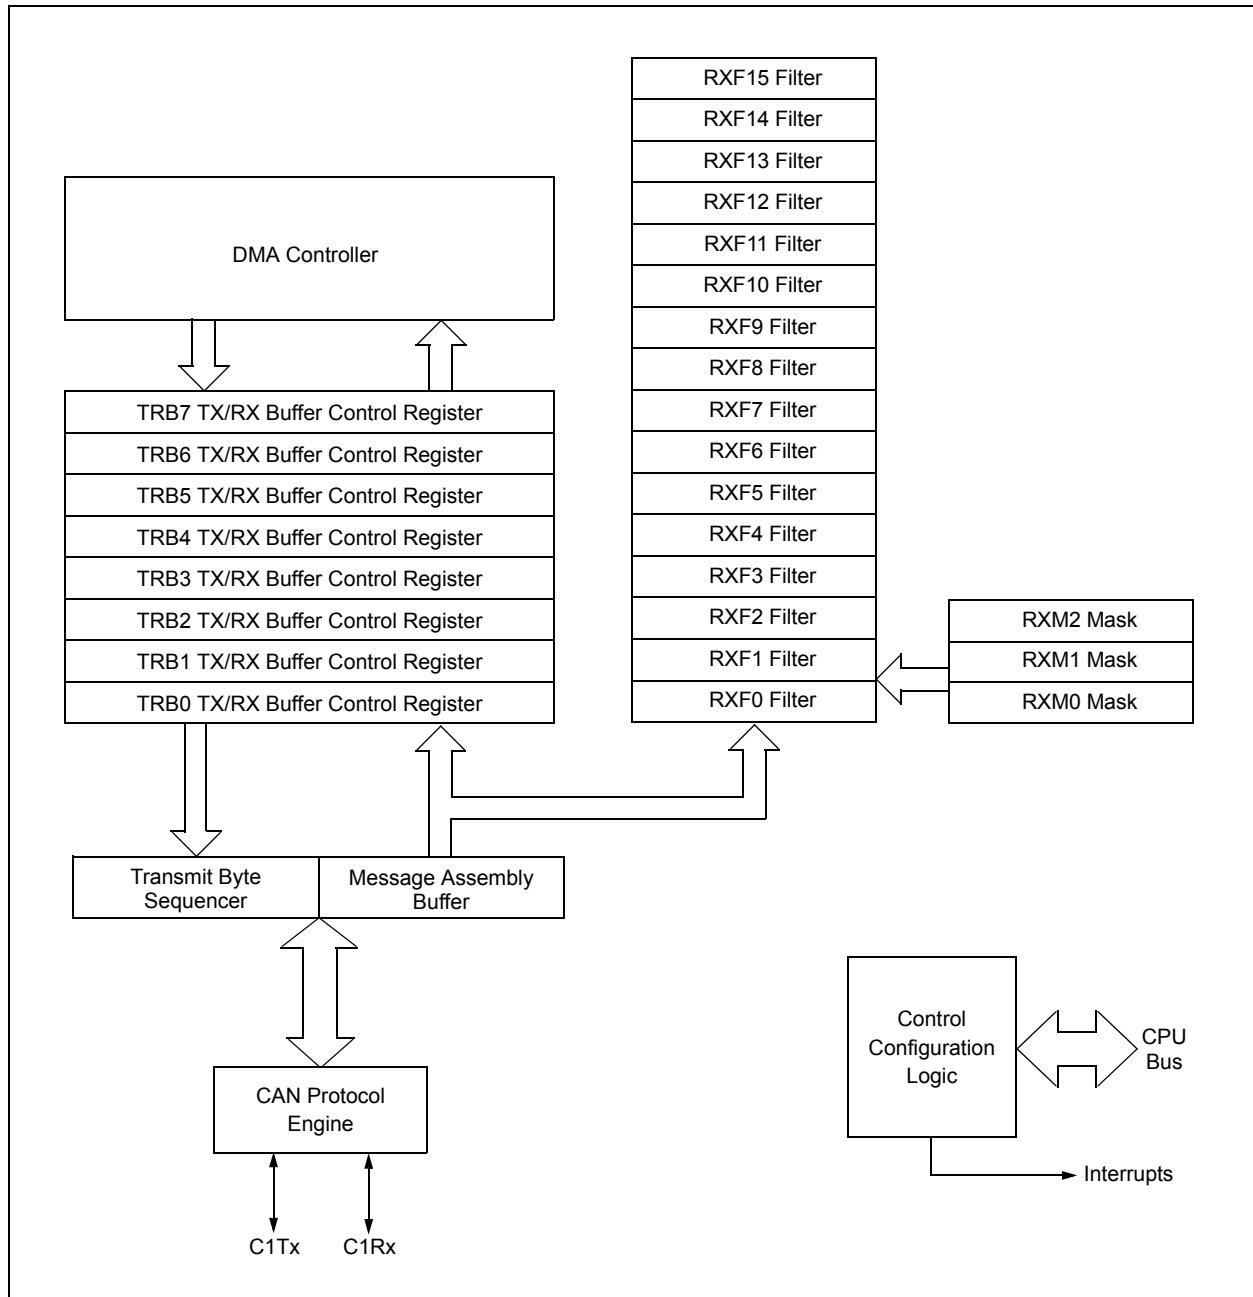 RXF15 Filter
RXF14 Filter
RXF13 Filter
RXF12 Filter
RXF11 Filter
RXF10 Filter
RXF9 Filter
RXF8 Filter
RXF7 Filter
RXF6 Filter
RXF5 Filter
RXF4 Filter
RXF3 Filter
RXF2 Filter
RXF1 Filter
RXF0 Filter
DMA Controller
TRB7 TX/RX Buffer Control Register
TRB6 TX/RX Buffer Control Register
TRB5 TX/RX Buffer Control Register
TRB4 TX/RX Buffer Control Register
TRB3 TX/RX Buffer Control Register
TRB2 TX/RX Buffer Control Register
TRB1 TX/RX Buffer Control Register
TRB0 TX/RX Buffer Control Register
RXM2 Mask
RXM1 Mask
RXM0 Mask
Transmit Byte
Sequencer
Message Assembly
Buffer
CAN Protocol
Engine
C1Tx
C1Rx
Control
Configuration
Logic
CPU
Bus
Interrupts